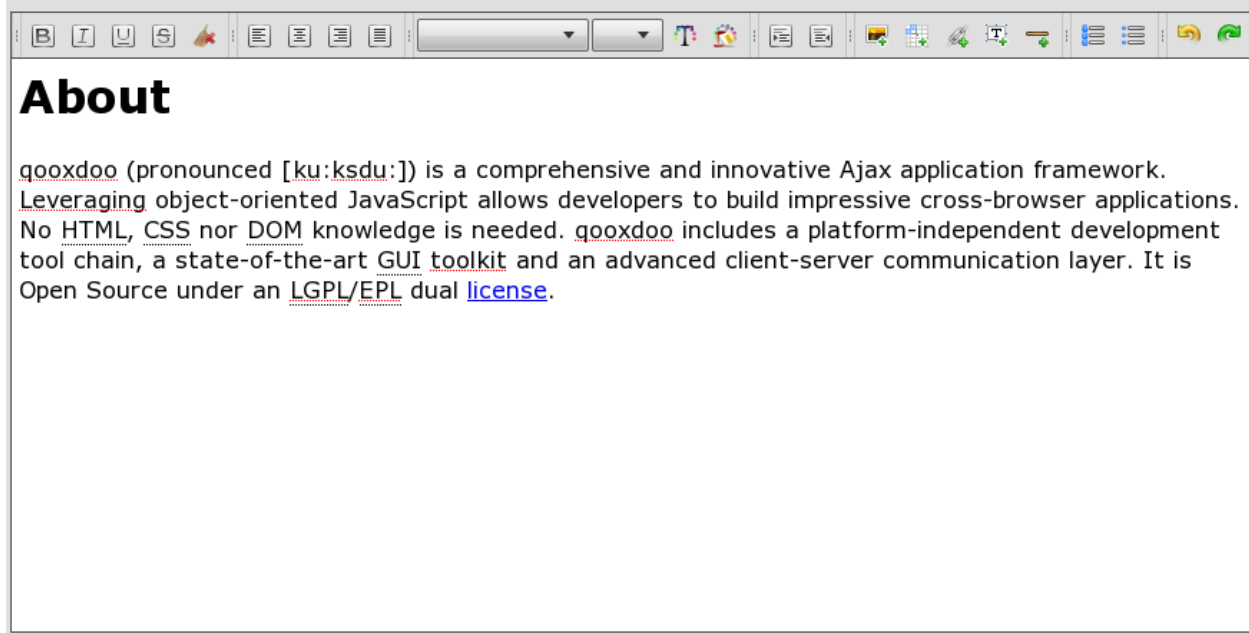 B I U S
About
qooxdoo (pronounced [ku:ksdu:]) is a comprehensive and innovative Ajax application framework.
Leveraging object-oriented JavaScript allows developers to build impressive cross-browser applications.
No HTML, CSS nor DOM knowledge is needed. qooxdoo includes a platform-independent development
tool chain, a state-of-the-art GUI toolkit and an advanced client-server communication layer. It is
Open Source under an LGPL/EPL dual license.